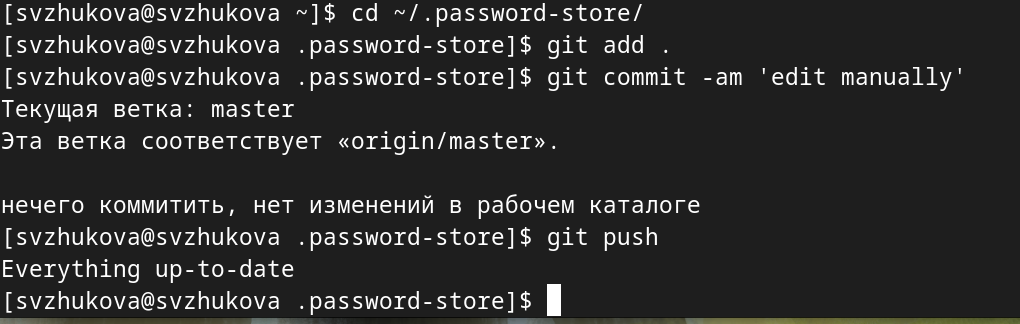 [svzhukova@svzhukova ~]$ cd ~/.password-store/
[svzhukova@svzhukova .password-store]$ git add .
[svzhukova@svzhukova .password-store]$ git commit -am 'edit manually'
Текущая ветка: master
Эта ветка соответствует «origin/master».
нечего коммитить, нет изменений в рабочем каталоге
[svzhukova@svzhukova .password-store]$ git push
Everything up-to-date
[svzhukova@svzhukova .password-store]$